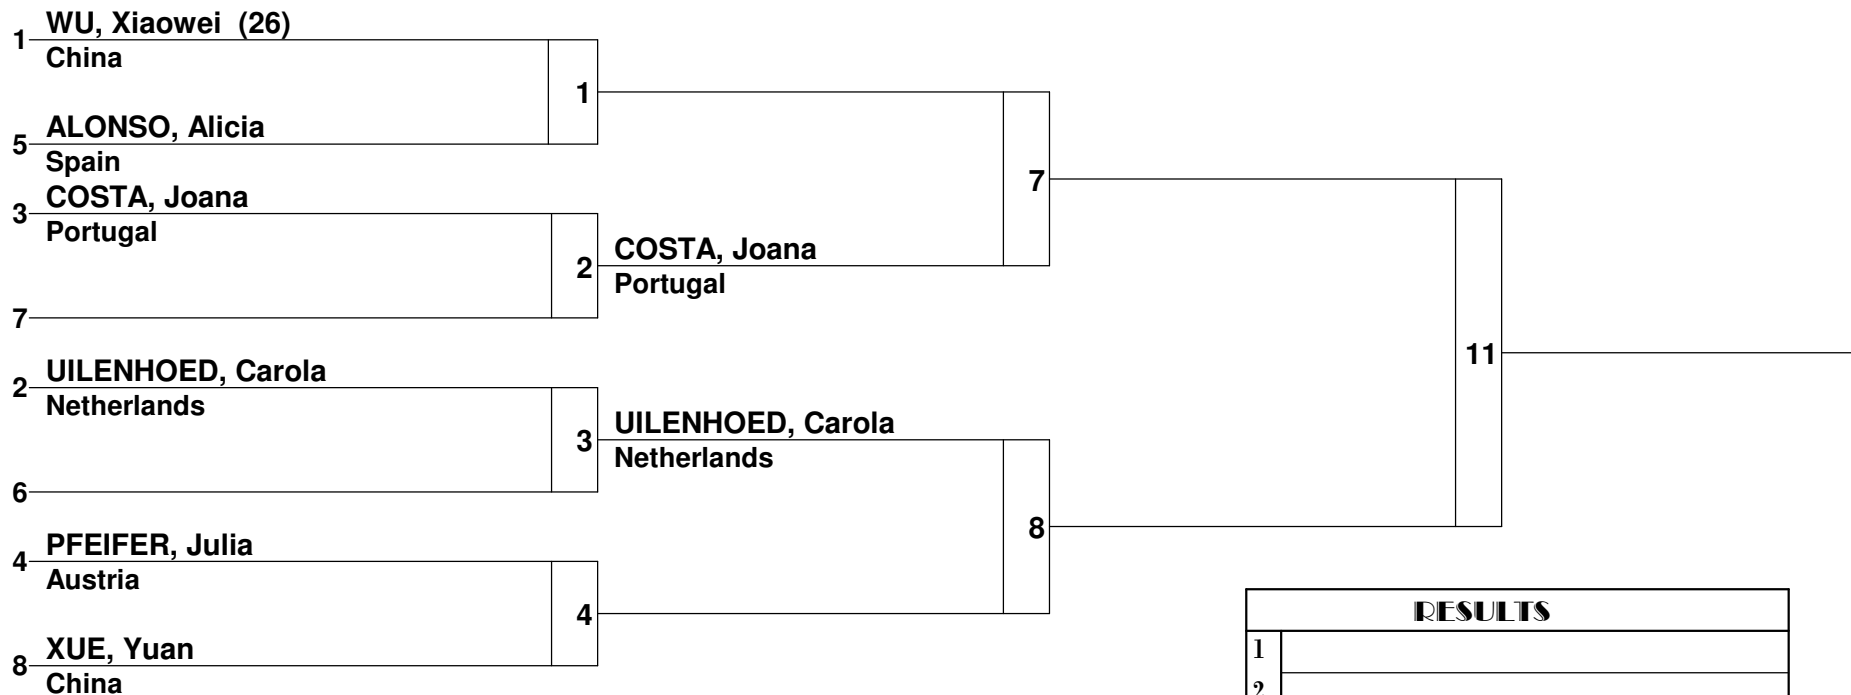 WU, Xiaowei (26)
1
China
1
ALONSO, Alicia
5
Spain
COSTA, Joana
3
Portugal
7
COSTA, Joana
2
Portugal
7
11
UILENHOED, Carola
2
Netherlands
UILENHOED, Carola
3
Netherlands
6
8
PFEIFER, Julia
4
Austria
4
RESULTS
XUE, Yuan
1
8
China
2